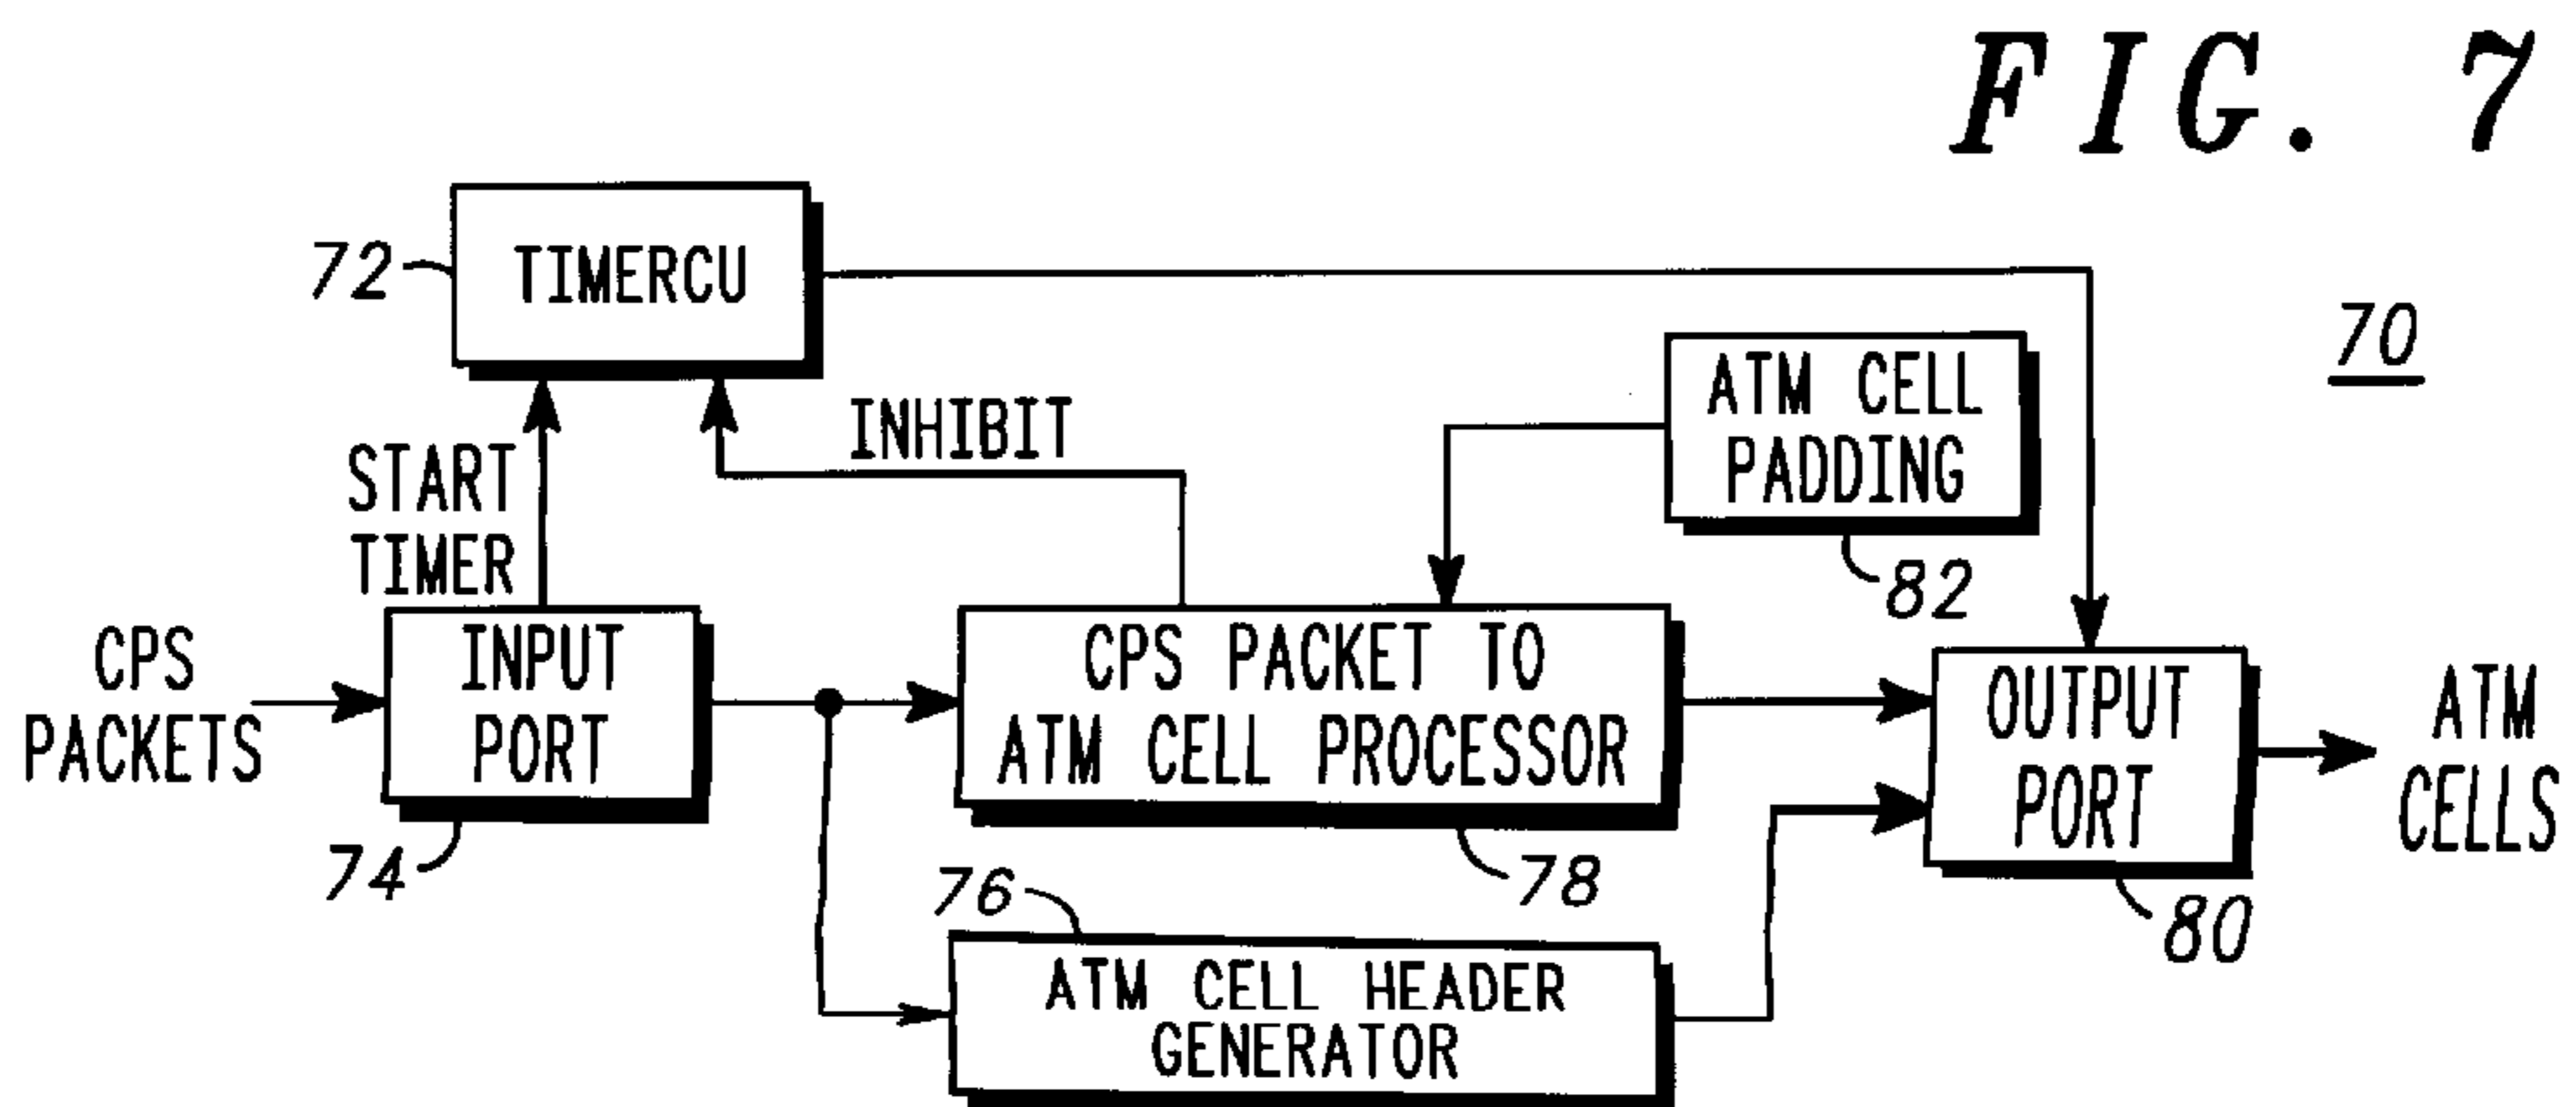 FIG. 7
72
TIMERCU
70
ATM CELL
PADDING
INHIBIT
START
TIMER
82
CPS
PACKETS
INPUT
PORT
CPS PACKET TO
ATM CELL PROCESSOR
OUTPUT
PORT
ATM
CELLS
74
76
78
80
ATM CELL HEADER
GENERATOR